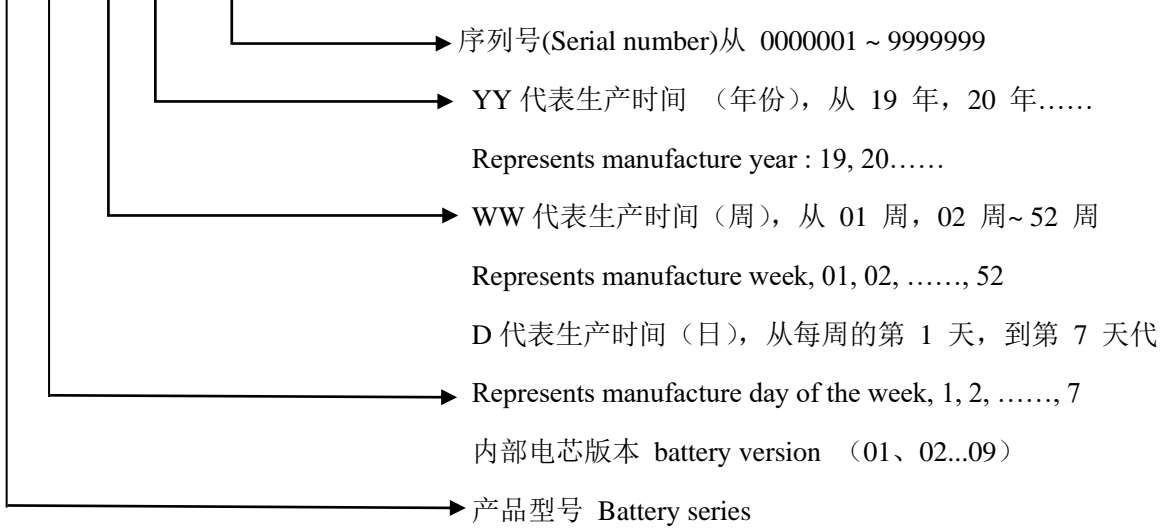 序列号(Serial number)从 0000001 ~ 9999999
YY 代表生产时间 （年份），从 19 年，20 年……
Represents manufacture year : 19, 20……
WW 代表生产时间（周），从 01 周，02 周~ 52 周
Represents manufacture week, 01, 02, ……, 52
D 代表生产时间（日），从每周的第 1 天，到第 7 天代
Represents manufacture day of the week, 1, 2, ……, 7
内部电芯版本 battery version （01、02...09）
产品型号 Battery series